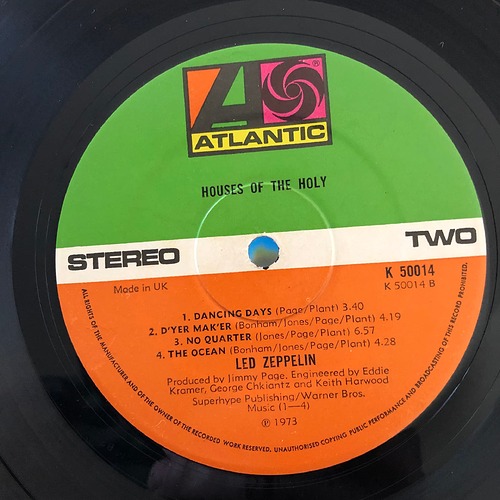 ®
ATLANTIC
HOUSES OF THE HOLY
STEREO
TWO
Made in UK
K 50014
K 50014 B
1. DANCING DAYS (Page/Plant) 3.40
2. D'YER MAK'ER (Bonham/Jones/Page/Plant) 4.19
3. NO QUARTER (Jones/Page/Plant) 6.57
4. THE OCEAN (Bonham/Jones/Page/Plant) 4.28
LED ZEPPELIN
Produced by Jimmy Page, Engineered by Eddie
Kramer, George Chkiantz and Keith Harwood
Superhype Publishing/Warner Bros.
Music (1—4)
℗ 1973
ALL RIGHTS OF THE MANUFACTURER AND OF THE OWNER OF THE RECORDED WORK RESERVED. UNAUTHORISED COPYING PUBLIC PERFORMANCE AND BROADCASTING OF THIS RECORD PROHIBITED.